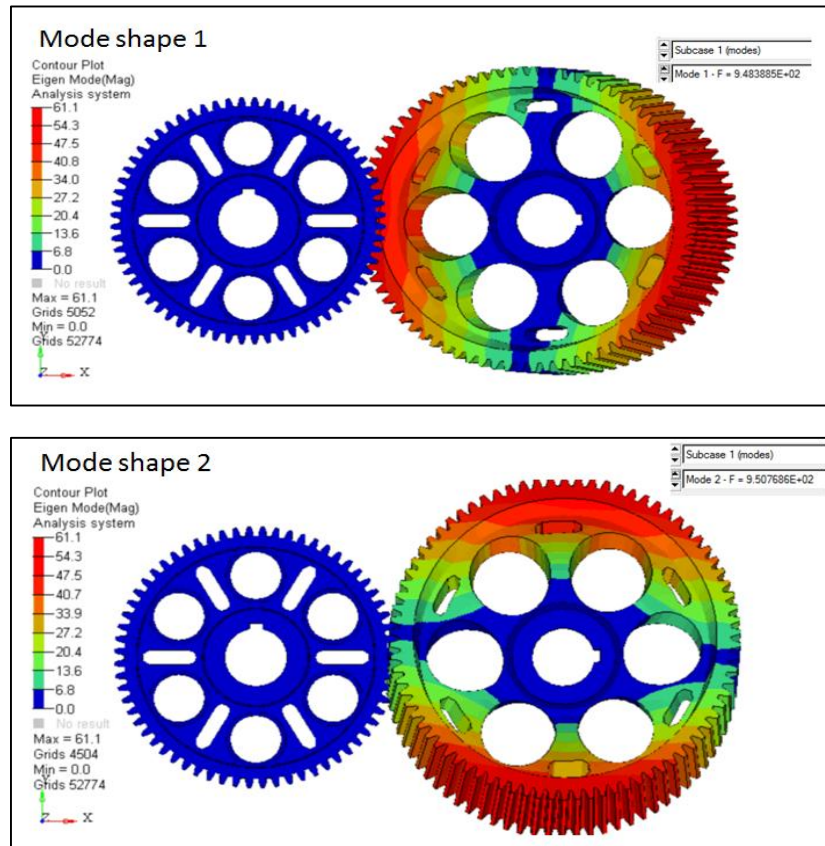 Mode shape 1
Contour Plot
Eigen Mode(Mag)
Analysis system
61.1
54.3
47.5
40.8
34.0
27.2
20.4
13.6
6.8
0.0
No result
Max = 61.1
Grids 5052
Min = 0.0
Grids 52774
Y
Z X
Subcase 1 (modes)
Mode 1 - F = 9.483885E+02
Mode shape 2
Contour Plot
Eigen Mode(Mag)
Analysis system
61.1
54.3
47.5
40.7
33.9
27.2
20.4
13.6
6.8
0.0
No result
Max = 61.1
Grids 4504
Min = 0.0
Grids 52774
Y
Z X
Subcase 1 (modes)
Mode 2 - F = 9.507686E+02